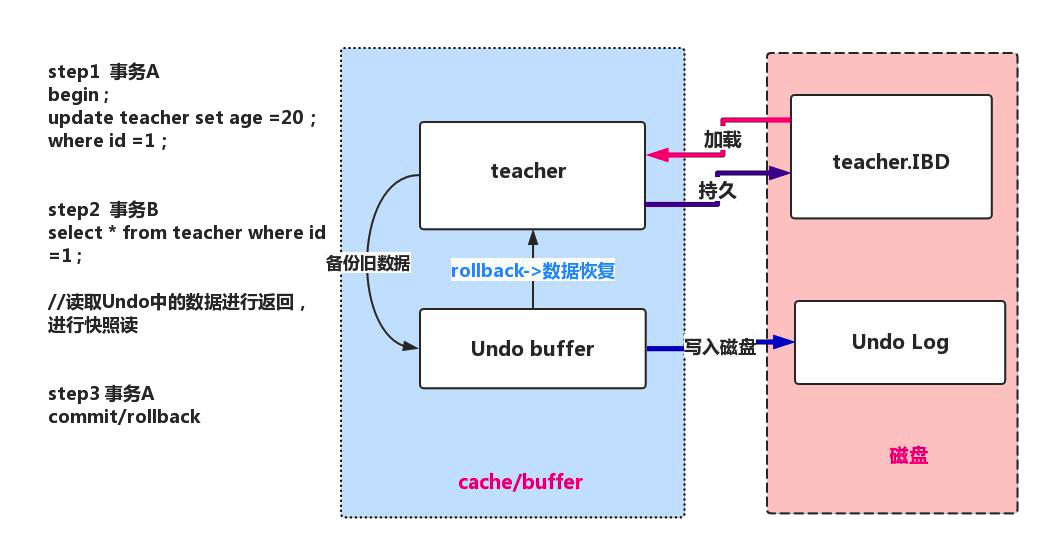 step1 事务A
begin ;
update teacher set age =20 ;
where id =1 ;
step2 事务B
select * from teacher where id
=1 ;
//读取Undo中的数据进行返回 ,
进行快照读
step3 事务A
commit/rollback
teacher
加载
持久
teacher.IBD
备份旧数据
rollback->数据恢复
Undo buffer
写入磁盘
Undo Log
cache/buffer
磁盘